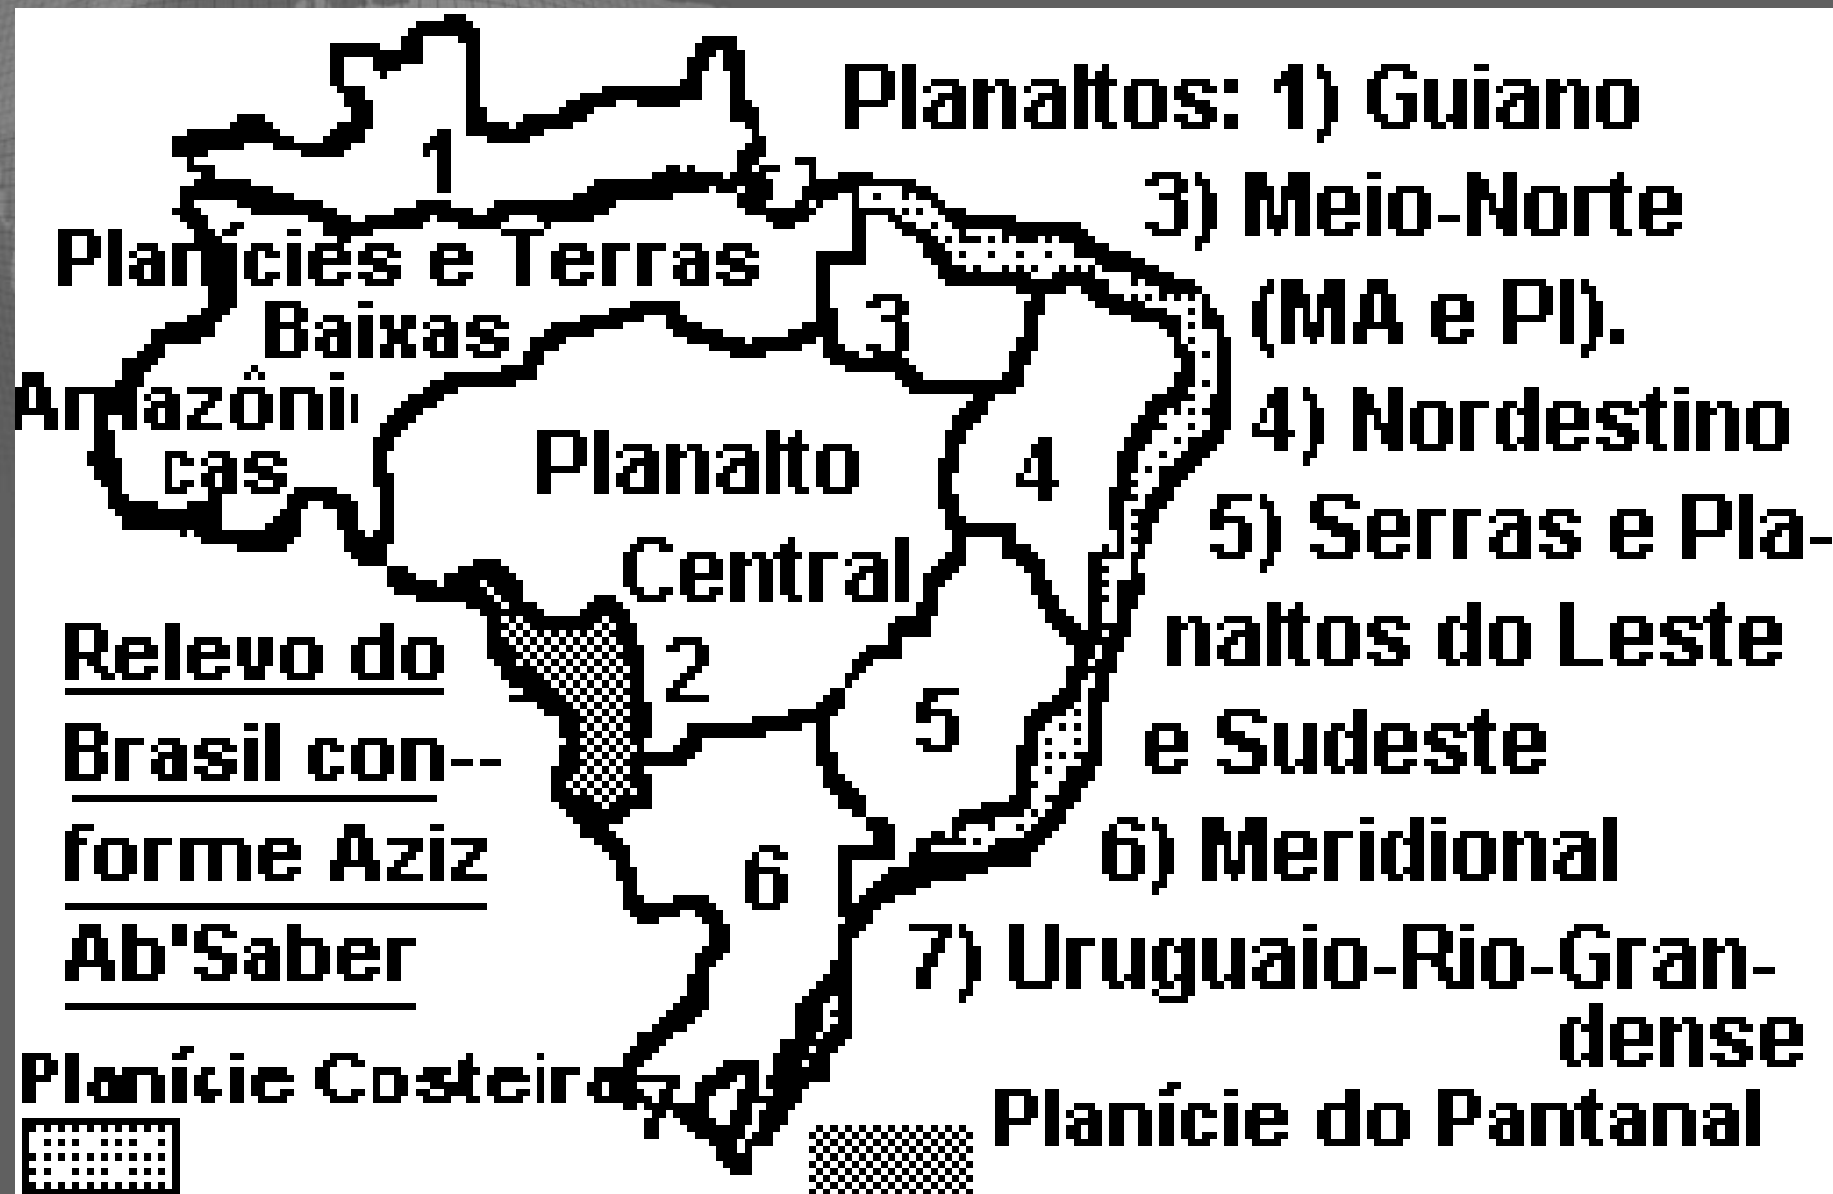 Planaltos: 1) Guiano
3) Meio-Norte
(MA e PI).
4) Nordestino
5) Serras e Pla-
naltos do Leste
e Sudeste
6) Meridional
7) Uruguaio-Rio-Gran-
dense
1
Planícies e Terras
Baixas
Amazôni
cas
3
Planalto
Central
4
2
5
6
7
Relevo do
Brasil con--
forme Aziz
Ab'Saber
Planície Costeira
Planície do Pantanal